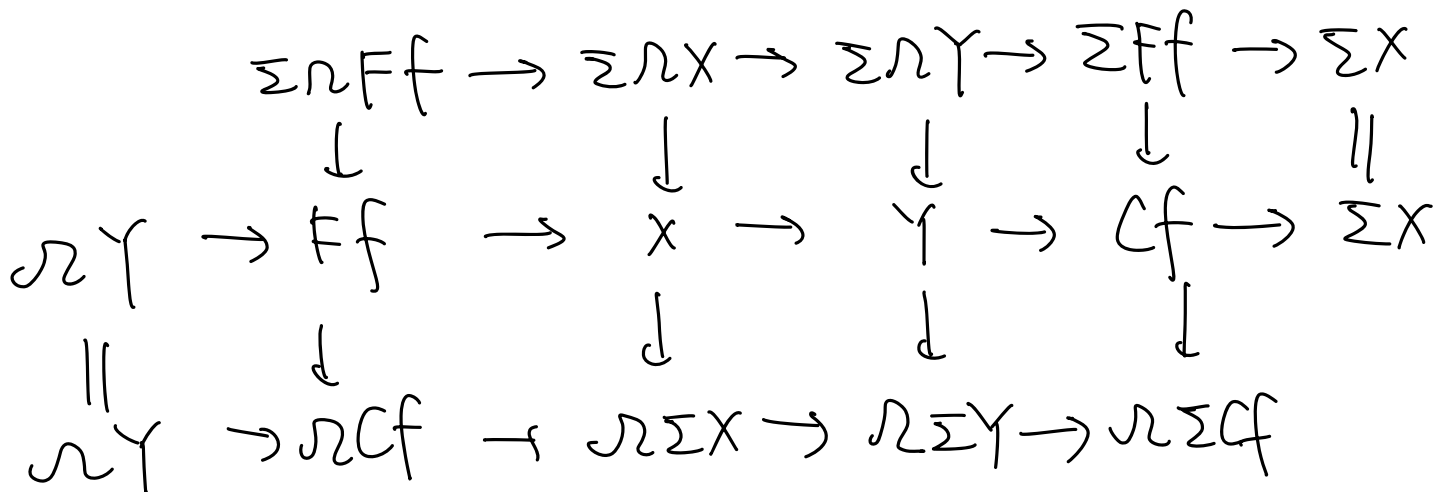 ΣΩFf → ΣΩX → ΣΩY → ΣFf → ΣX
↓ ↓ ↓ ↓ ||
ΩY → Ff → X → Y → Cf → ΣX
|| ↓ ↓ ↓ ↓
ΩY → ΩCf → ΩΣX → ΩΣY → ΩΣCf